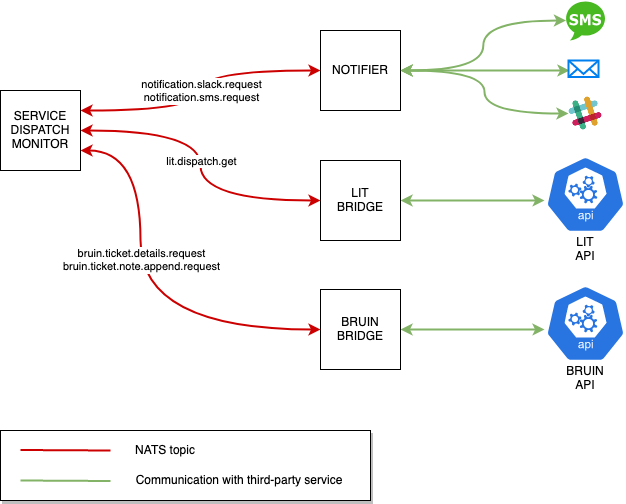 SMS
NOTIFIER
notification.slack.request
notification.sms.request
SERVICE
DISPATCH
MONITOR
lit.dispatch.get
LIT
BRIDGE
api
LIT
API
bruin.ticket.details.request
bruin.ticket.note.append.request
BRUIN
BRIDGE
api
BRUIN
API
NATS topic
Communication with third-party service